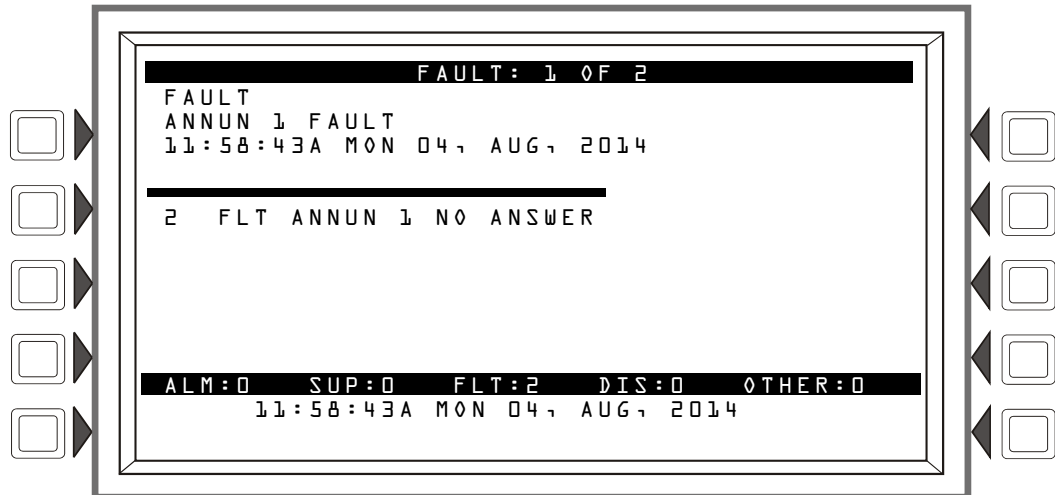 FAULT: 1 OF 2
FAULT
ANNUN 1 FAULT
11:58:43A MON 04, AUG, 2014
2 FLT ANNUN 1 NO ANSWER
ALM:0 SUP:0 FLT:2 DIS:0 OTHER:0
11:58:43A MON 04, AUG, 2014